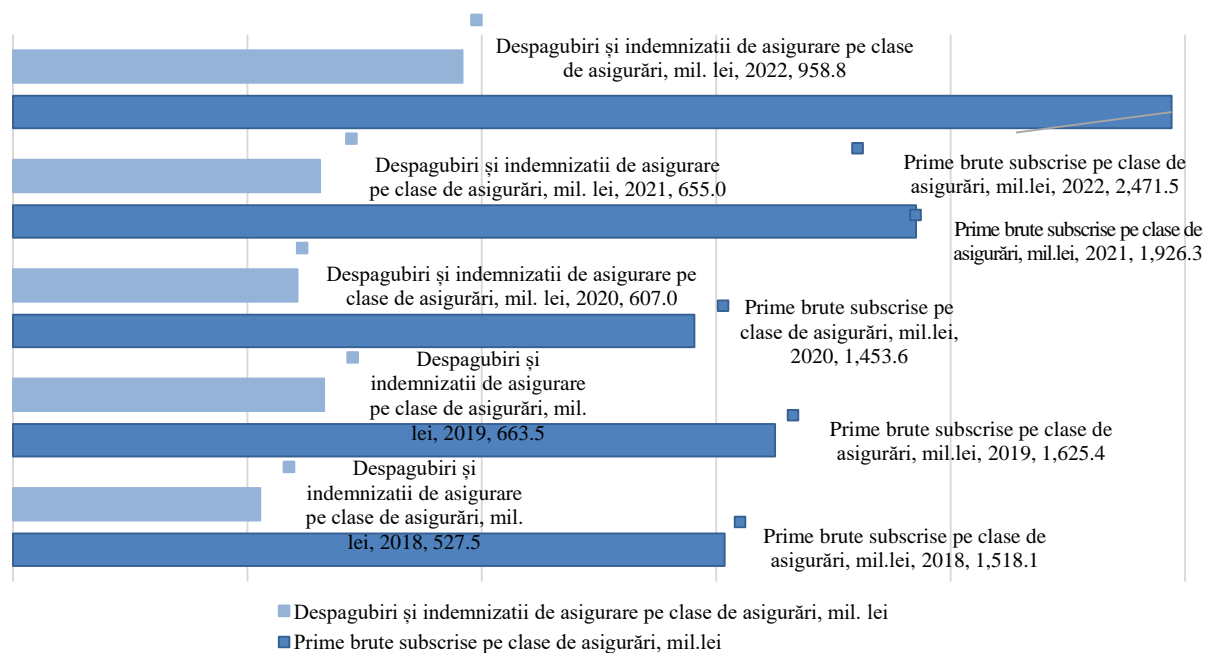 Despagubiri și indemnizatii de asigurare pe clase
de asigurări, mil. lei, 2022, 958.8
Prime brute subscrise pe clase de
asigurări, mil.lei, 2022, 2,471.5
Despagubiri și indemnizatii de asigurare
pe clase de asigurări, mil. lei, 2021, 655.0
Prime brute subscrise pe clase de
asigurări, mil.lei, 2021, 1,926.3
Despagubiri și indemnizatii de asigurare pe
clase de asigurări, mil. lei, 2020, 607.0
Prime brute subscrise pe
clase de asigurări, mil.lei,
2020, 1,453.6
Despagubiri și
indemnizatii de asigurare
pe clase de asigurări, mil.
lei, 2019, 663.5
Prime brute subscrise pe clase de
asigurări, mil.lei, 2019, 1,625.4
Despagubiri și
indemnizatii de asigurare
pe clase de asigurări, mil.
lei, 2018, 527.5
Prime brute subscrise pe clase de
asigurări, mil.lei, 2018, 1,518.1
Despagubiri și indemnizatii de asigurare pe clase de asigurări, mil. lei
Prime brute subscrise pe clase de asigurări, mil.lei